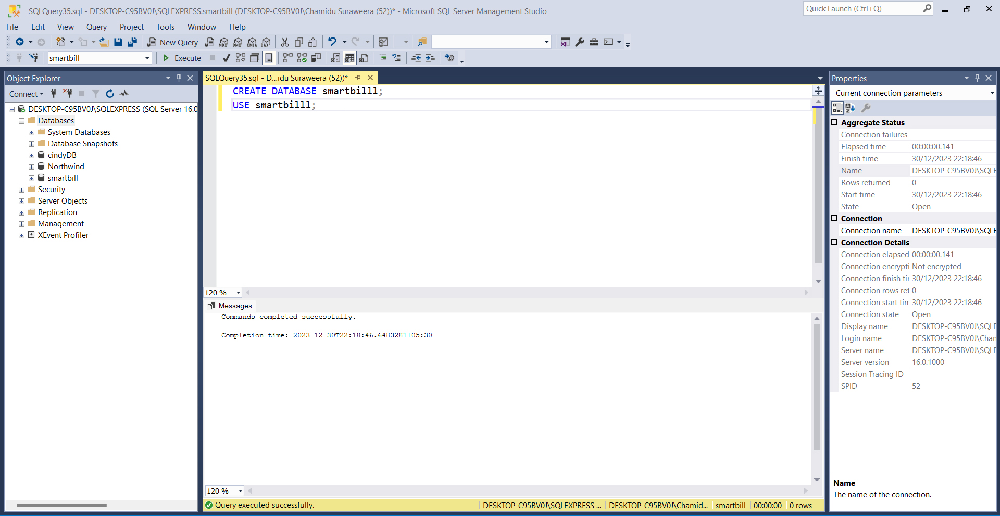 SQLQuery35.sql - DESKTOP-C95BV0J\SQLEXPRESS.smartbill (DESKTOP-C95BV0J\Chamidu Suraweera (52))* - Microsoft SQL Server Management Studio
Quick Launch (Ctrl+Q)
File Edit View Query Project Tools Window Help
New Query MDX DMX XMLA DAX
smartbill Execute
Object Explorer
Connect
DESKTOP-C95BV0J\SQLEXPRESS (SQL Server 16.0
Databases
System Databases
Database Snapshots
cindyDB
Northwind
smartbill
Security
Server Objects
Replication
Management
XEvent Profiler
SQLQuery35.sql - D...idu Suraweera (52))*
CREATE DATABASE smartbilll;
USE smartbilll;
120 %
Messages
Commands completed successfully.
Completion time: 2023-12-30T22:18:46.6483281+05:30
120 %
Query executed successfully. DESKTOP-C95BV0J\SQLEXPRESS ... DESKTOP-C95BV0J\Chamid... smartbill 00:00:00 0 rows
Properties
Current connection parameters
Aggregate Status
Connection failures
Elapsed time 00:00:00.141
Finish time 30/12/2023 22:18:46
Name DESKTOP-C95BV0J\SQLE
Rows returned 0
Start time 30/12/2023 22:18:46
State Open
Connection
Connection name DESKTOP-C95BV0J\SQLE
Connection Details
Connection elapsed 00:00:00.141
Connection encrypti Not encrypted
Connection finish tir 30/12/2023 22:18:46
Connection rows ret 0
Connection start tim 30/12/2023 22:18:46
Connection state Open
Display name DESKTOP-C95BV0J\SQLE
Login name DESKTOP-C95BV0J\Char
Server name DESKTOP-C95BV0J\SQLE
Server version 16.0.1000
Session Tracing ID
SPID 52
Name
The name of the connection.